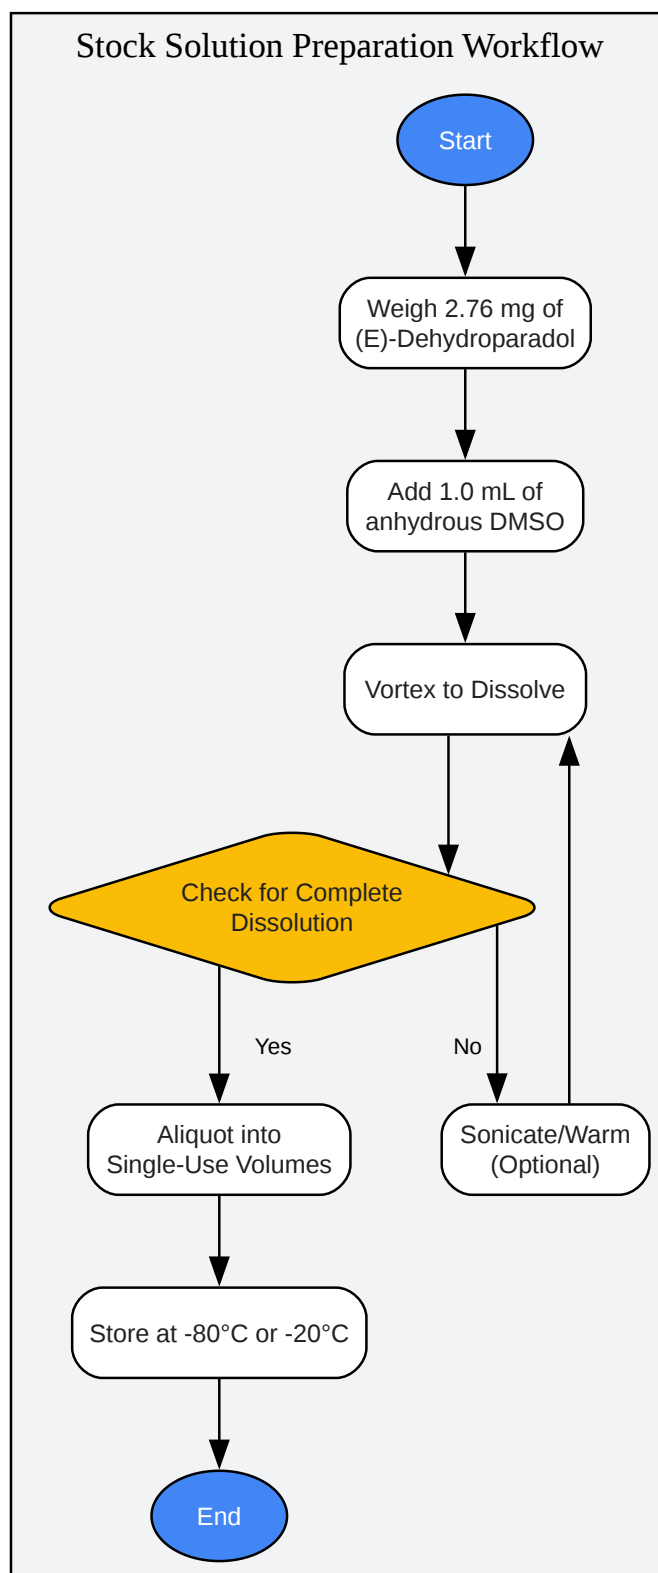 Stock Solution Preparation Workflow
Start
Weigh 2.76 mg of
(E)-Dehydroparadol
Add 1.0 mL of
anhydrous DMSO
Vortex to Dissolve
Check for Complete
Dissolution
Yes
No
Aliquot into
Single-Use Volumes
Sonicate/Warm
(Optional)
Store at -80°C or -20°C
End